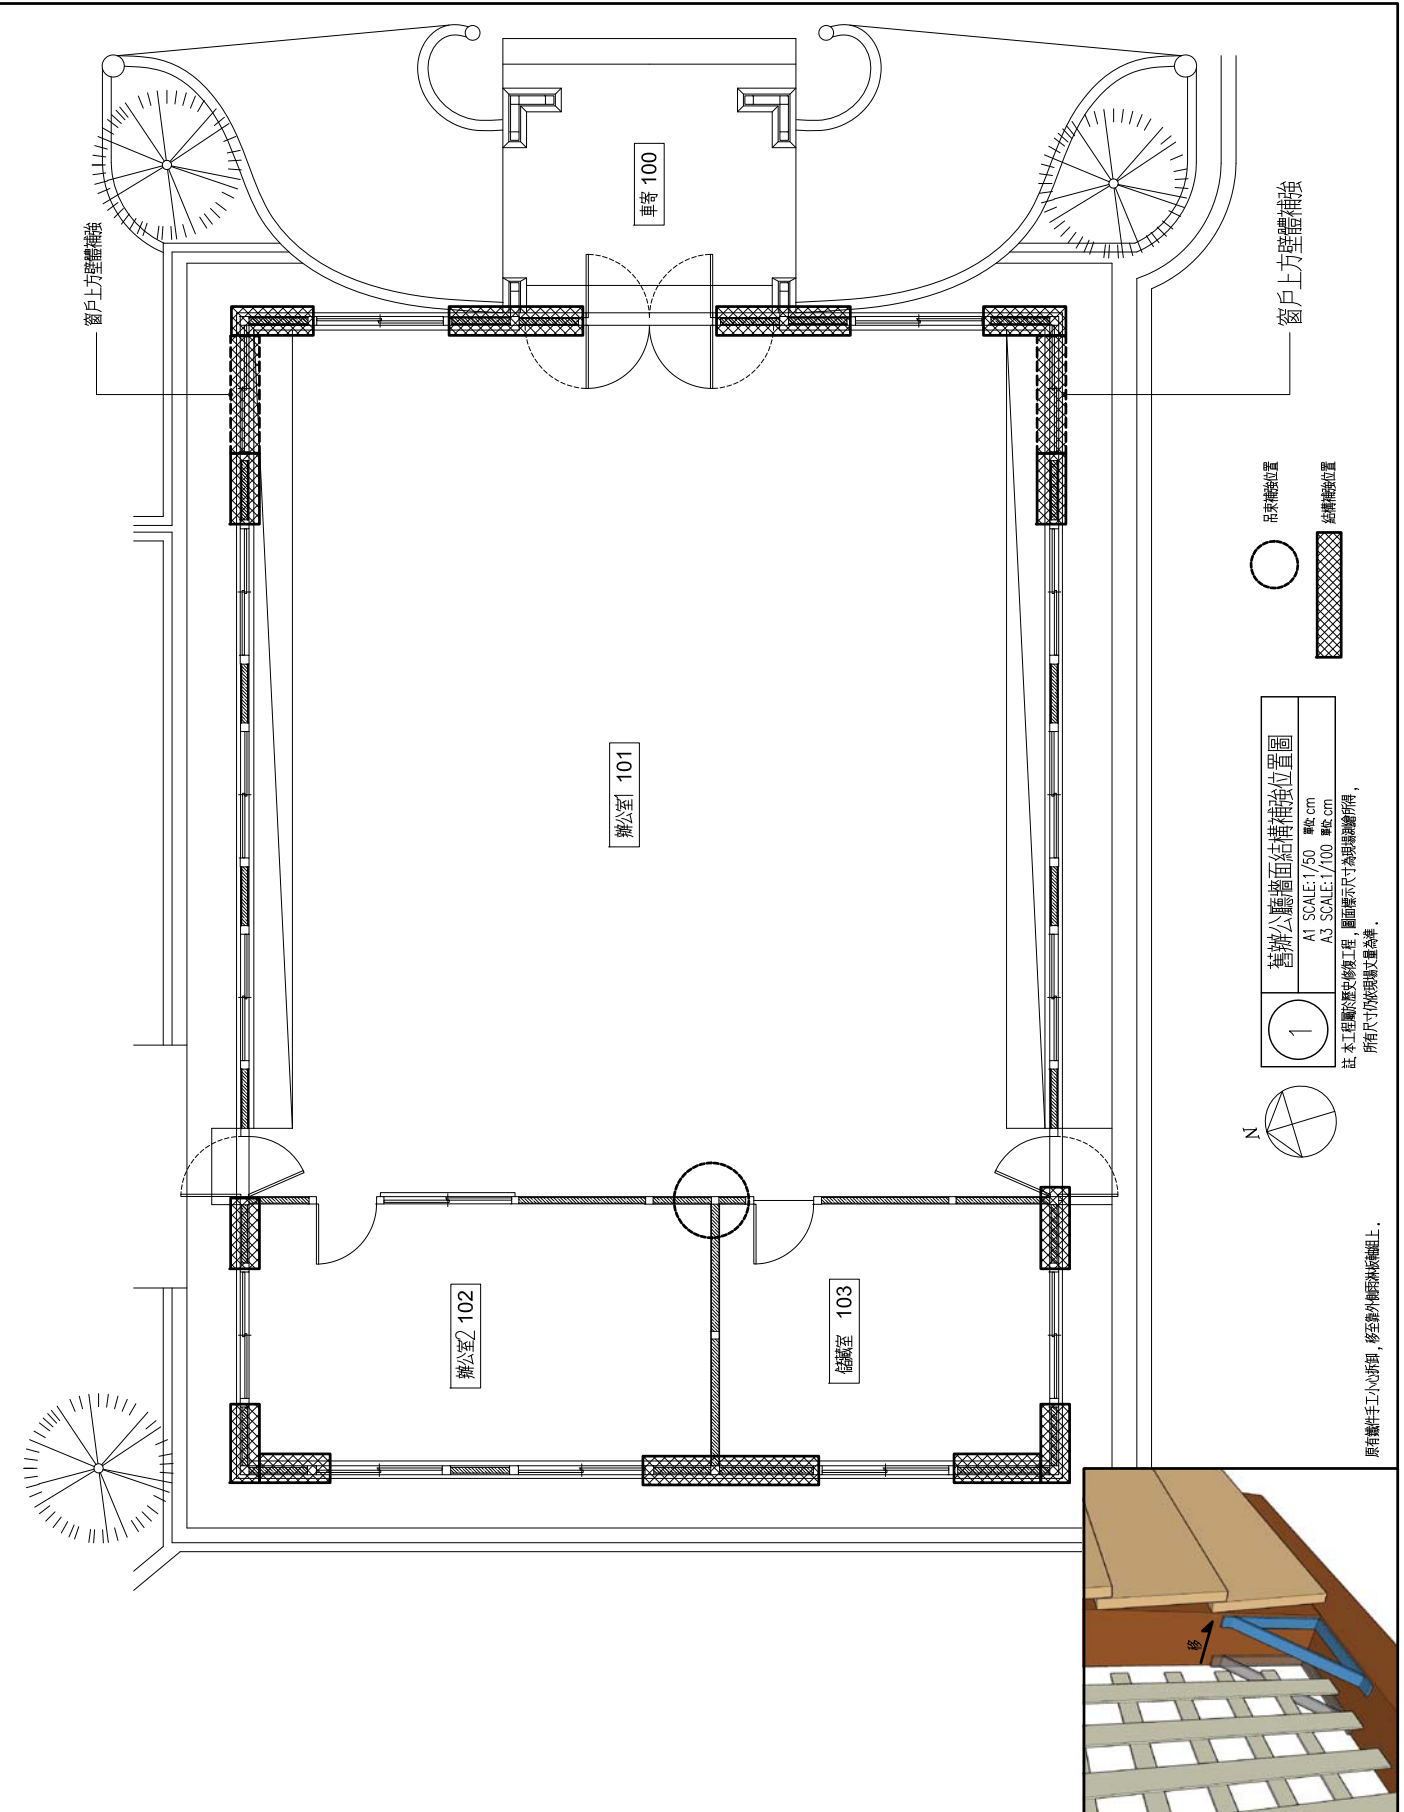 窗戶上方壁體補強
車寄 100
窗戶上方壁體補強
吊束補強位置
結構補強位置
辦公室1 101
1
舊辦公廳牆面結構補強位置圖
A1 SCALE:1/50 單位 cm
A3 SCALE:1/100 單位 cm
註 本工程屬於歷史修復工程，圖面標示尺寸為現場測繪所得，
所有尺寸仍依現場丈量為準．
N
辦公室2 102
儲藏室 103
原有鐵件手工小心拆卸，移至靠外側雨淋板軸組上．
移